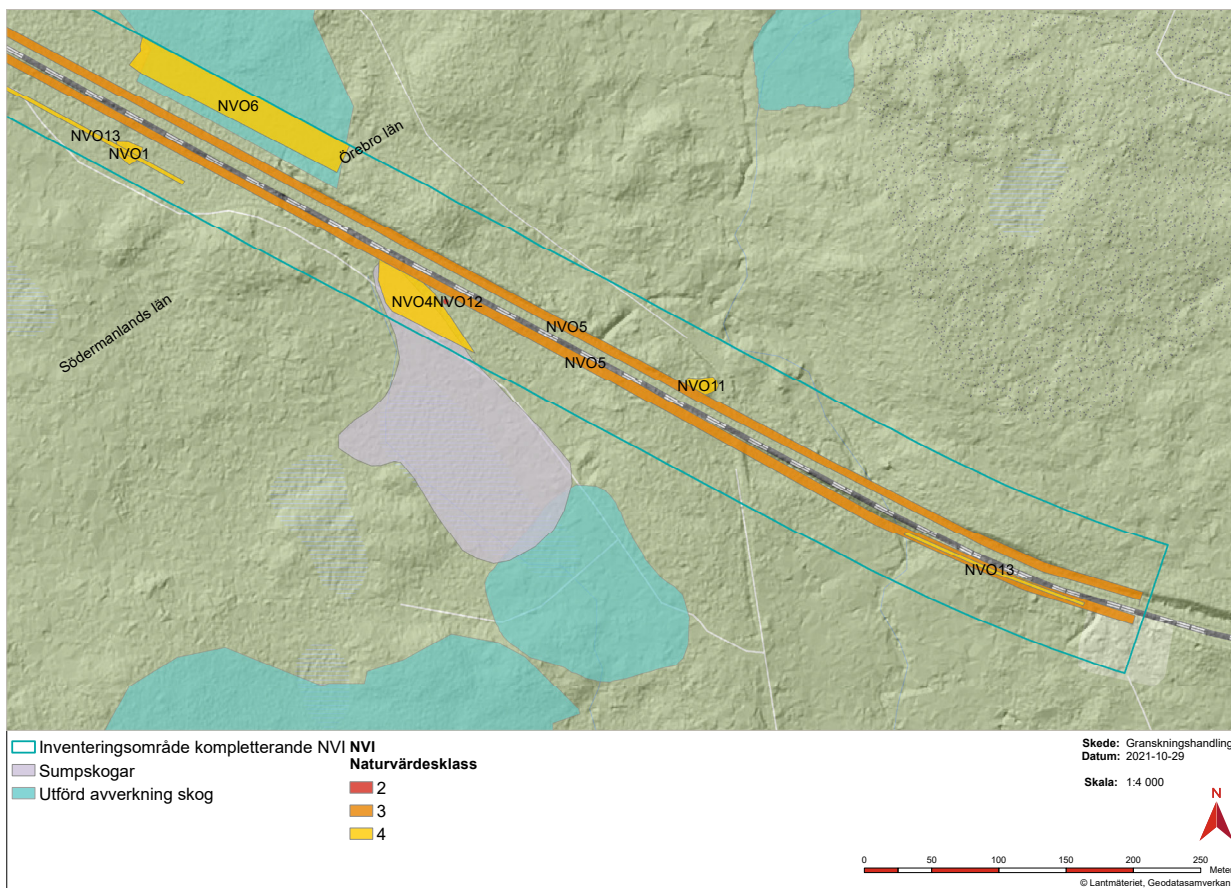 NVO6
Örebro län
NVO13
NVO1
Södermanlands län
NVO4NVO12
NVO5
NVO5
NVO11
NVO13
Inventeringsområde kompletterande NVI
Sumpskogar
Utförd avverkning skog
NVI
Naturvärdesklass
2
3
4
Skede: Granskningshandling
Datum: 2021-10-29
Skala: 1:4 000
N
0 50 100 150 200 250
Meter
© Lantmäteriet, Geodatasamverkan